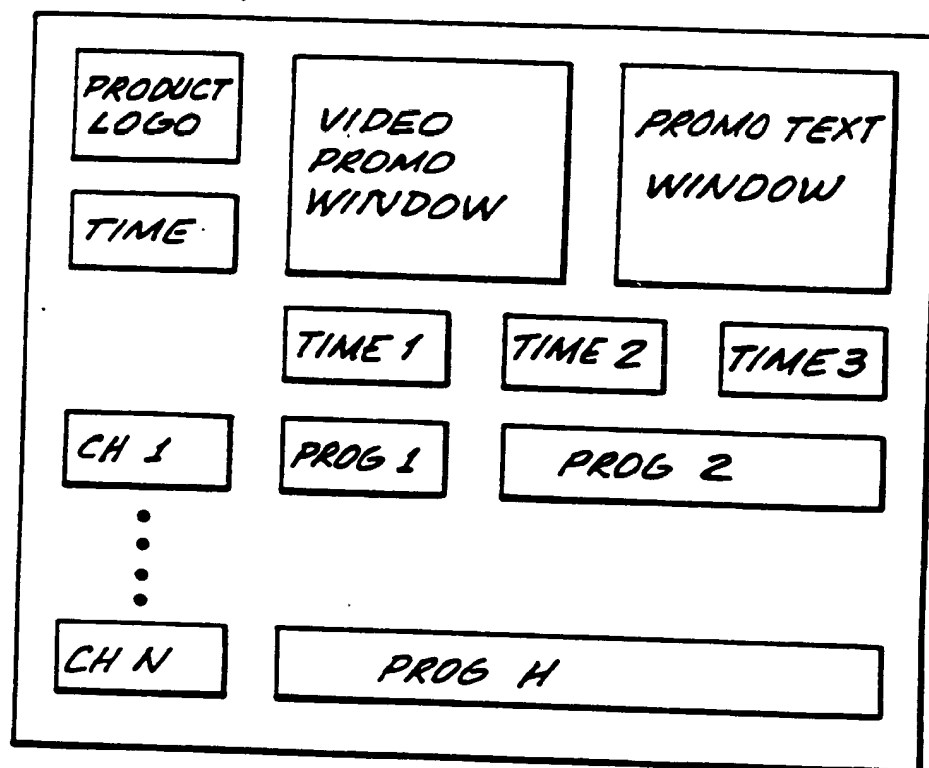 PRODUCT
LOGO
VIDEO
PROMO
WINDOW
PROMO TEXT
WINDOW
TIME
TIME 1
TIME 2
TIME 3
CH 1
PROG 1
PROG 2
CH N
PROG H